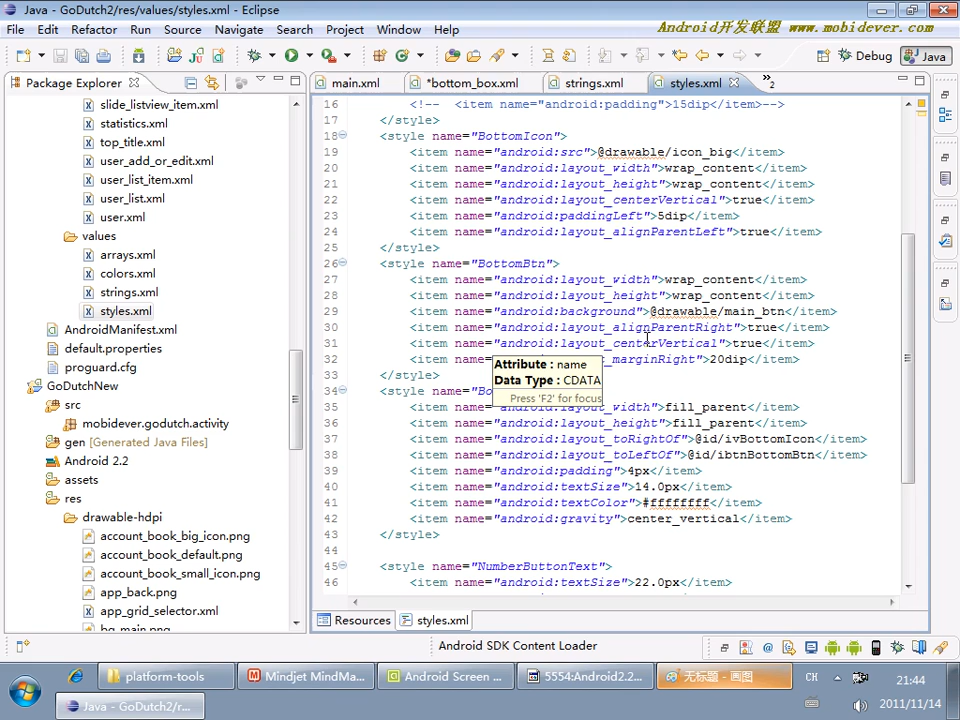 Java - GoDutch2/res/values/styles.xml - Eclipse
File Edit Refactor Run Source Navigate Search Project Window Help
Android开发联盟 www.mobidever.com
Debug Java
Package Explorer
main.xml *bottom_box.xml strings.xml styles.xml »2
slide_listview_item.xml
statistics.xml
top_title.xml
user_add_or_edit.xml
user_list_item.xml
user_list.xml
user.xml
values
arrays.xml
colors.xml
strings.xml
styles.xml
AndroidManifest.xml
default.properties
proguard.cfg
GoDutchNew
src
mobidever.godutch.activity
gen [Generated Java Files]
Android 2.2
assets
res
drawable-hdpi
account_book_big_icon.png
account_book_default.png
account_book_small_icon.png
app_back.png
app_grid_selector.xml
bg_main.png
16 <!-- <item name="android:padding">15dip</item>-->
17 </style>
18 <style name="BottomIcon">
19 <item name="android:src">@drawable/icon_big</item>
20 <item name="android:layout_width">wrap_content</item>
21 <item name="android:layout_height">wrap_content</item>
22 <item name="android:layout_centerVertical">true</item>
23 <item name="android:paddingLeft">5dip</item>
24 <item name="android:layout_alignParentLeft">true</item>
25 </style>
26 <style name="BottomBtn">
27 <item name="android:layout_width">wrap_content</item>
28 <item name="android:layout_height">wrap_content</item>
29 <item name="android:background">@drawable/main_btn</item>
30 <item name="android:layout_alignParentRight">true</item>
31 <item name="android:layout_centerVertical">true</item>
32 <item name= _marginRight">20dip</item>
33 </style>
34 <style name="Bo
35 <item name= _width">fill_parent</item>
36 <item name="android:layout_height">fill_parent</item>
37 <item name="android:layout_toRightOf">@id/ivBottomIcon</item>
38 <item name="android:layout_toLeftOf">@id/ibtnBottomBtn</item>
39 <item name="android:padding">4px</item>
40 <item name="android:textSize">14.0px</item>
41 <item name="android:textColor">#ffffffff</item>
42 <item name="android:gravity">center_vertical</item>
43 </style>
44
45 <style name="NumberButtonText">
46 <item name="android:textSize">22.0px</item>
Attribute : name
Data Type : CDATA
Press 'F2' for focus
Resources styles.xml
Android SDK Content Loader
platform-tools Mindjet MindMa... Android Screen ... 5554:Android2.2... 无标题 - 画图 CH 21:44
Java - GoDutch2/r... 2011/11/14